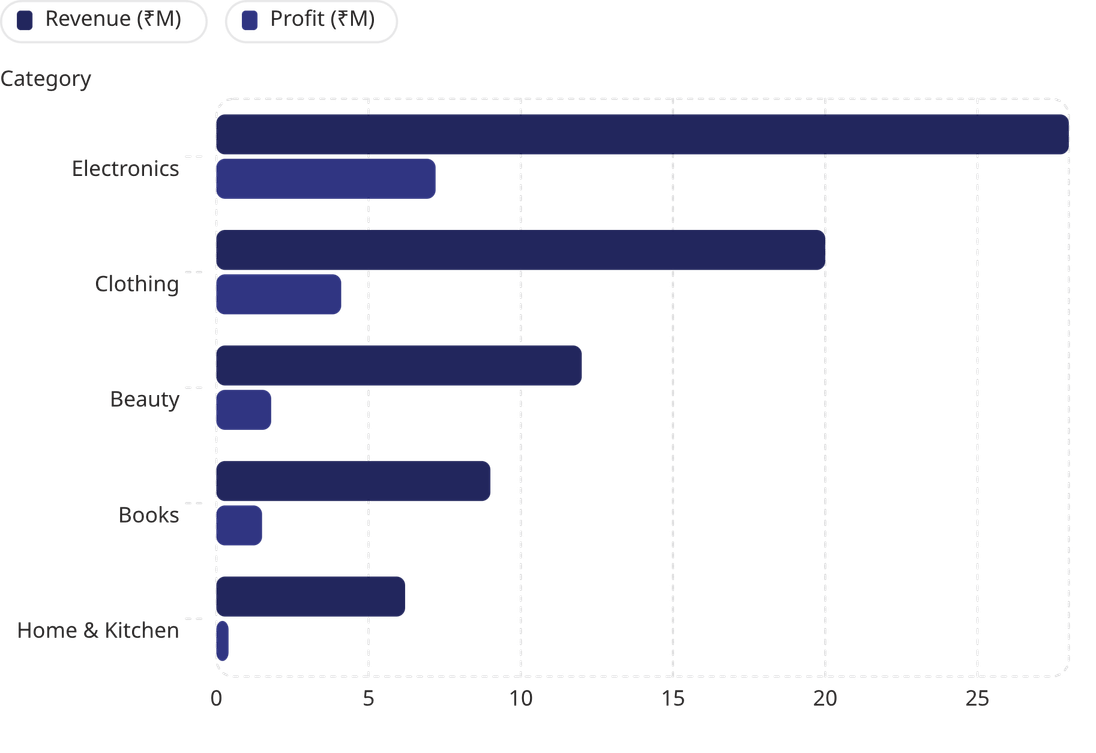 Revenue (₹M) Profit (₹M)
Category
Electronics
Clothing
Beauty
Books
Home & Kitchen
0 5 10 15 20 25